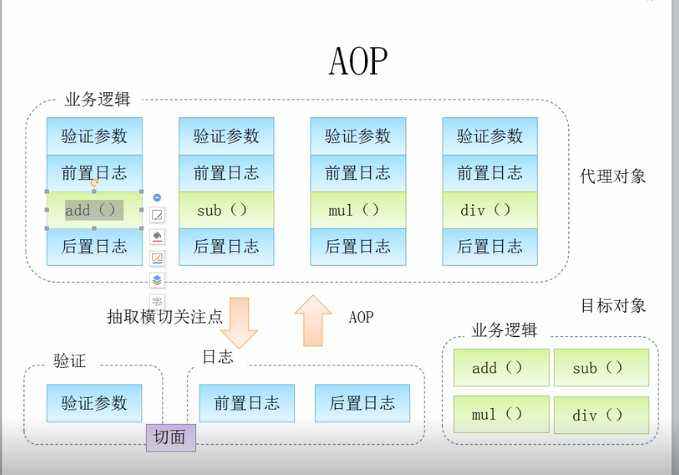 AOP
业务逻辑
验证参数 验证参数 验证参数 验证参数
前置日志 前置日志 前置日志 前置日志
代理对象
add（） sub（） mul（） div（）
后置日志 后置日志 后置日志 后置日志
抽取横切关注点
AOP
目标对象
业务逻辑
验证
日志
add（） sub（）
验证参数
前置日志 后置日志
mul（） div（）
切面